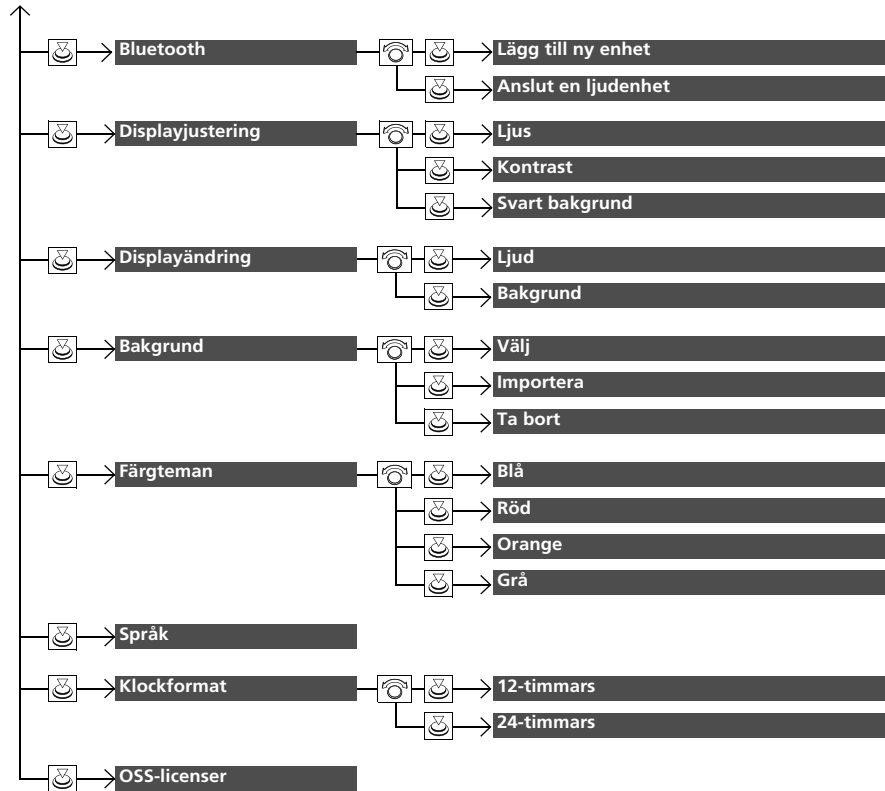 Bluetooth
Lägg till ny enhet
Anslut en ljudenhet
Displayjustering
Ljus
Kontrast
Svart bakgrund
Displayändring
Ljud
Bakgrund
Bakgrund
Välj
Importera
Ta bort
Färgteman
Blå
Röd
Orange
Grå
Språk
Klockformat
12-timmars
24-timmars
OSS-licenser